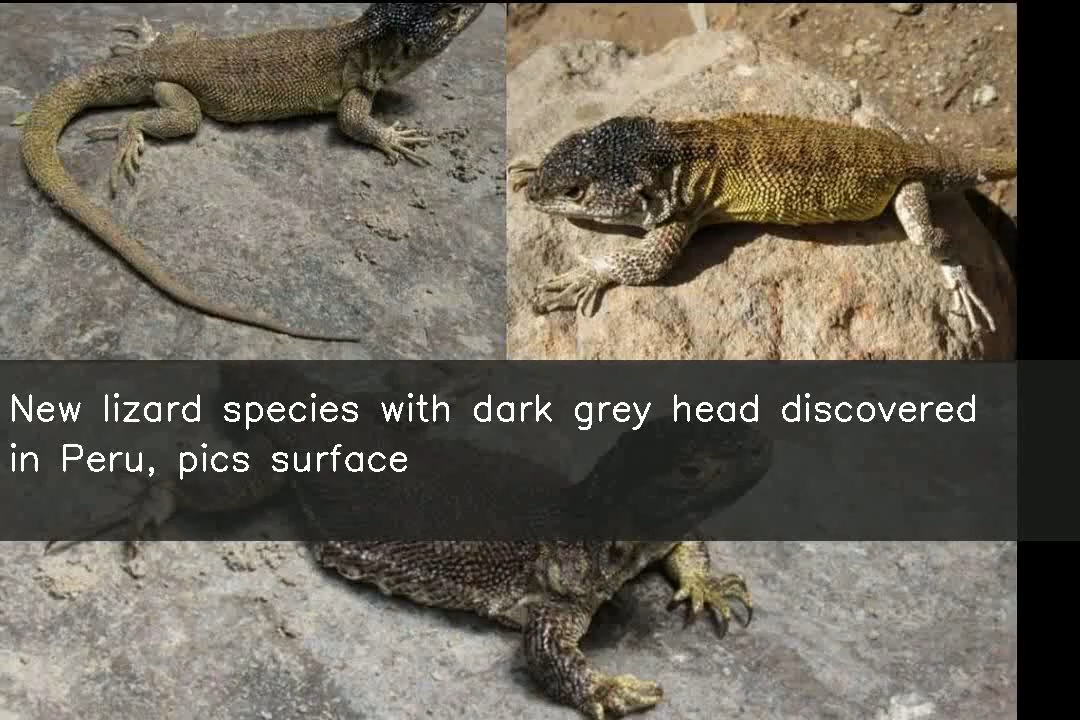 New lizard species with dark grey head discovered
in Peru, pics surface